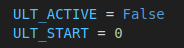 ULT_ACTIVE = False
ULT_START = 0